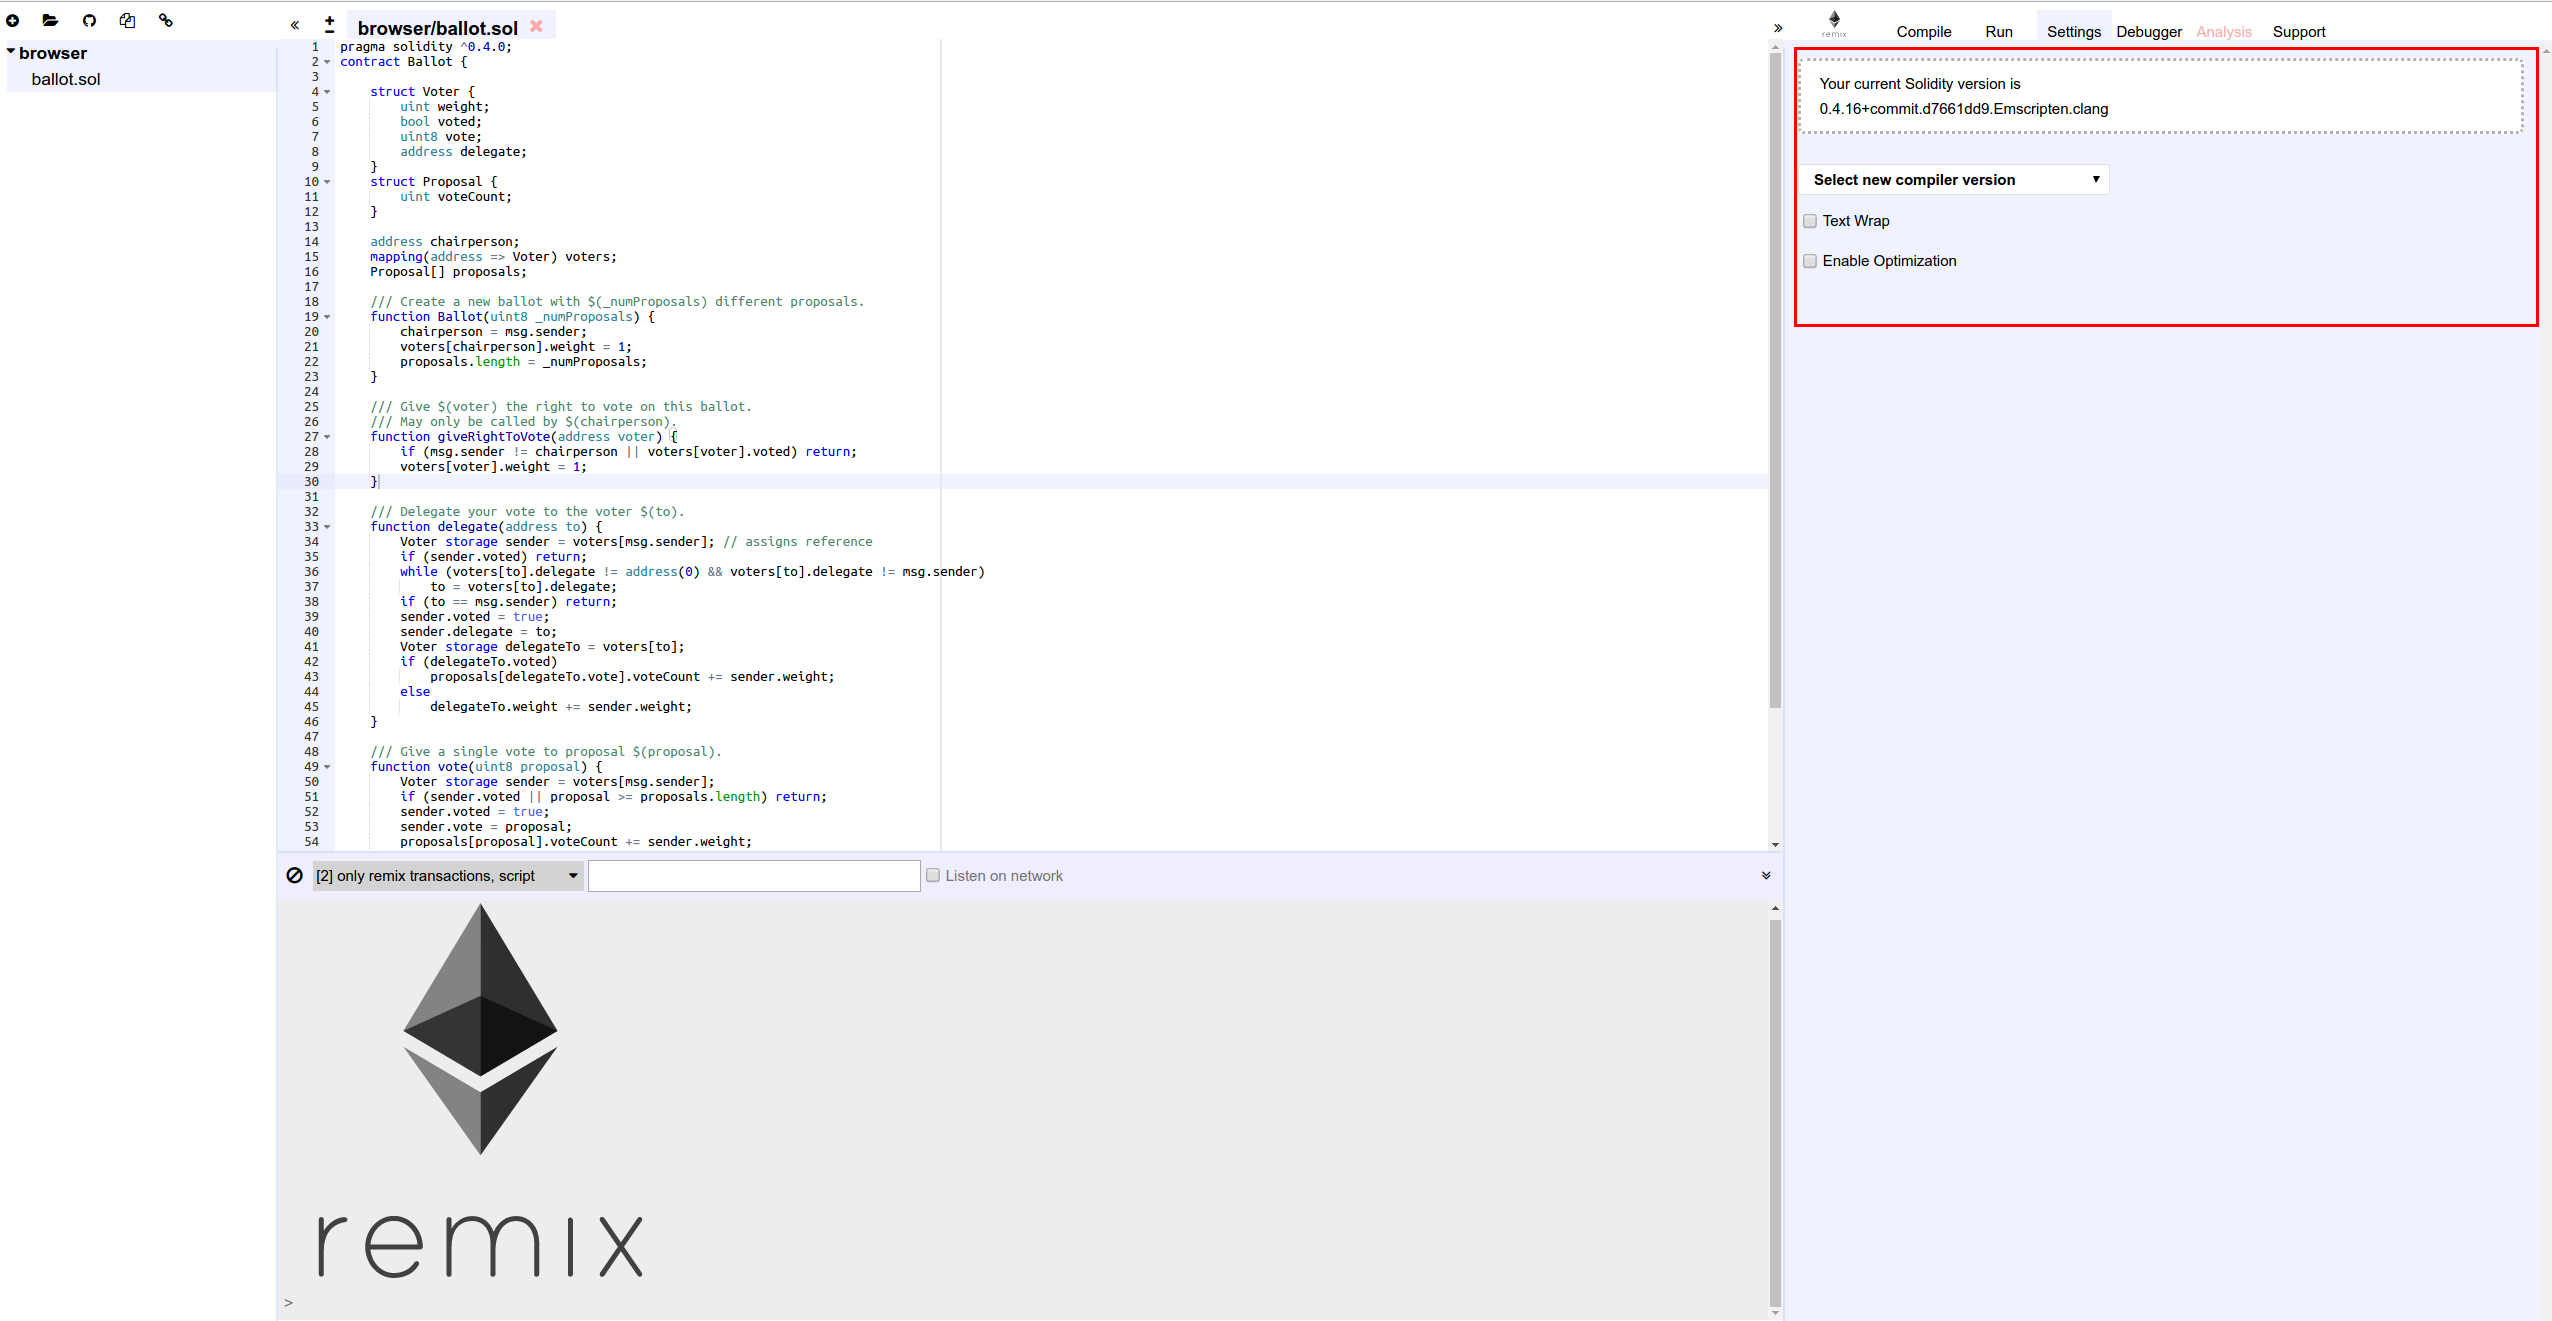 browser
ballot.sol
browser/ballot.sol
1 pragma solidity ^0.4.0;
2 contract Ballot {
3
4     struct Voter {
5         uint weight;
6         bool voted;
7         uint8 vote;
8         address delegate;
9     }
10     struct Proposal {
11         uint voteCount;
12     }
13
14     address chairperson;
15     mapping(address => Voter) voters;
16     Proposal[] proposals;
17
18     /// Create a new ballot with $(_numProposals) different proposals.
19     function Ballot(uint8 _numProposals) {
20         chairperson = msg.sender;
21         voters[chairperson].weight = 1;
22         proposals.length = _numProposals;
23     }
24
25     /// Give $(voter) the right to vote on this ballot.
26     /// May only be called by $(chairperson).
27     function giveRightToVote(address voter) {
28         if (msg.sender != chairperson || voters[voter].voted) return;
29         voters[voter].weight = 1;
30     }
31
32     /// Delegate your vote to the voter $(to).
33     function delegate(address to) {
34         Voter storage sender = voters[msg.sender]; // assigns reference
35         if (sender.voted) return;
36         while (voters[to].delegate != address(0) && voters[to].delegate != msg.sender)
37             to = voters[to].delegate;
38         if (to == msg.sender) return;
39         sender.voted = true;
40         sender.delegate = to;
41         Voter storage delegateTo = voters[to];
42         if (delegateTo.voted)
43             proposals[delegateTo.vote].voteCount += sender.weight;
44         else
45             delegateTo.weight += sender.weight;
46     }
47
48     /// Give a single vote to proposal $(proposal).
49     function vote(uint8 proposal) {
50         Voter storage sender = voters[msg.sender];
51         if (sender.voted || proposal >= proposals.length) return;
52         sender.voted = true;
53         sender.vote = proposal;
54         proposals[proposal].voteCount += sender.weight;
[2] only remix transactions, script
Listen on network
remix
>
remix
Compile Run Settings Debugger Analysis Support
Your current Solidity version is
0.4.16+commit.d7661dd9.Emscripten.clang
Select new compiler version
Text Wrap
Enable Optimization